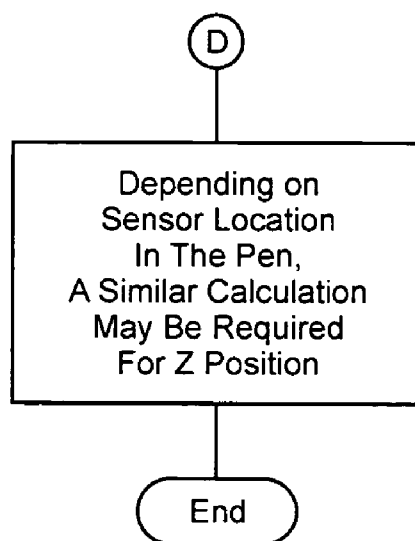 D
Depending on
Sensor Location
In The Pen,
A Similar Calculation
May Be Required
For Z Position
End